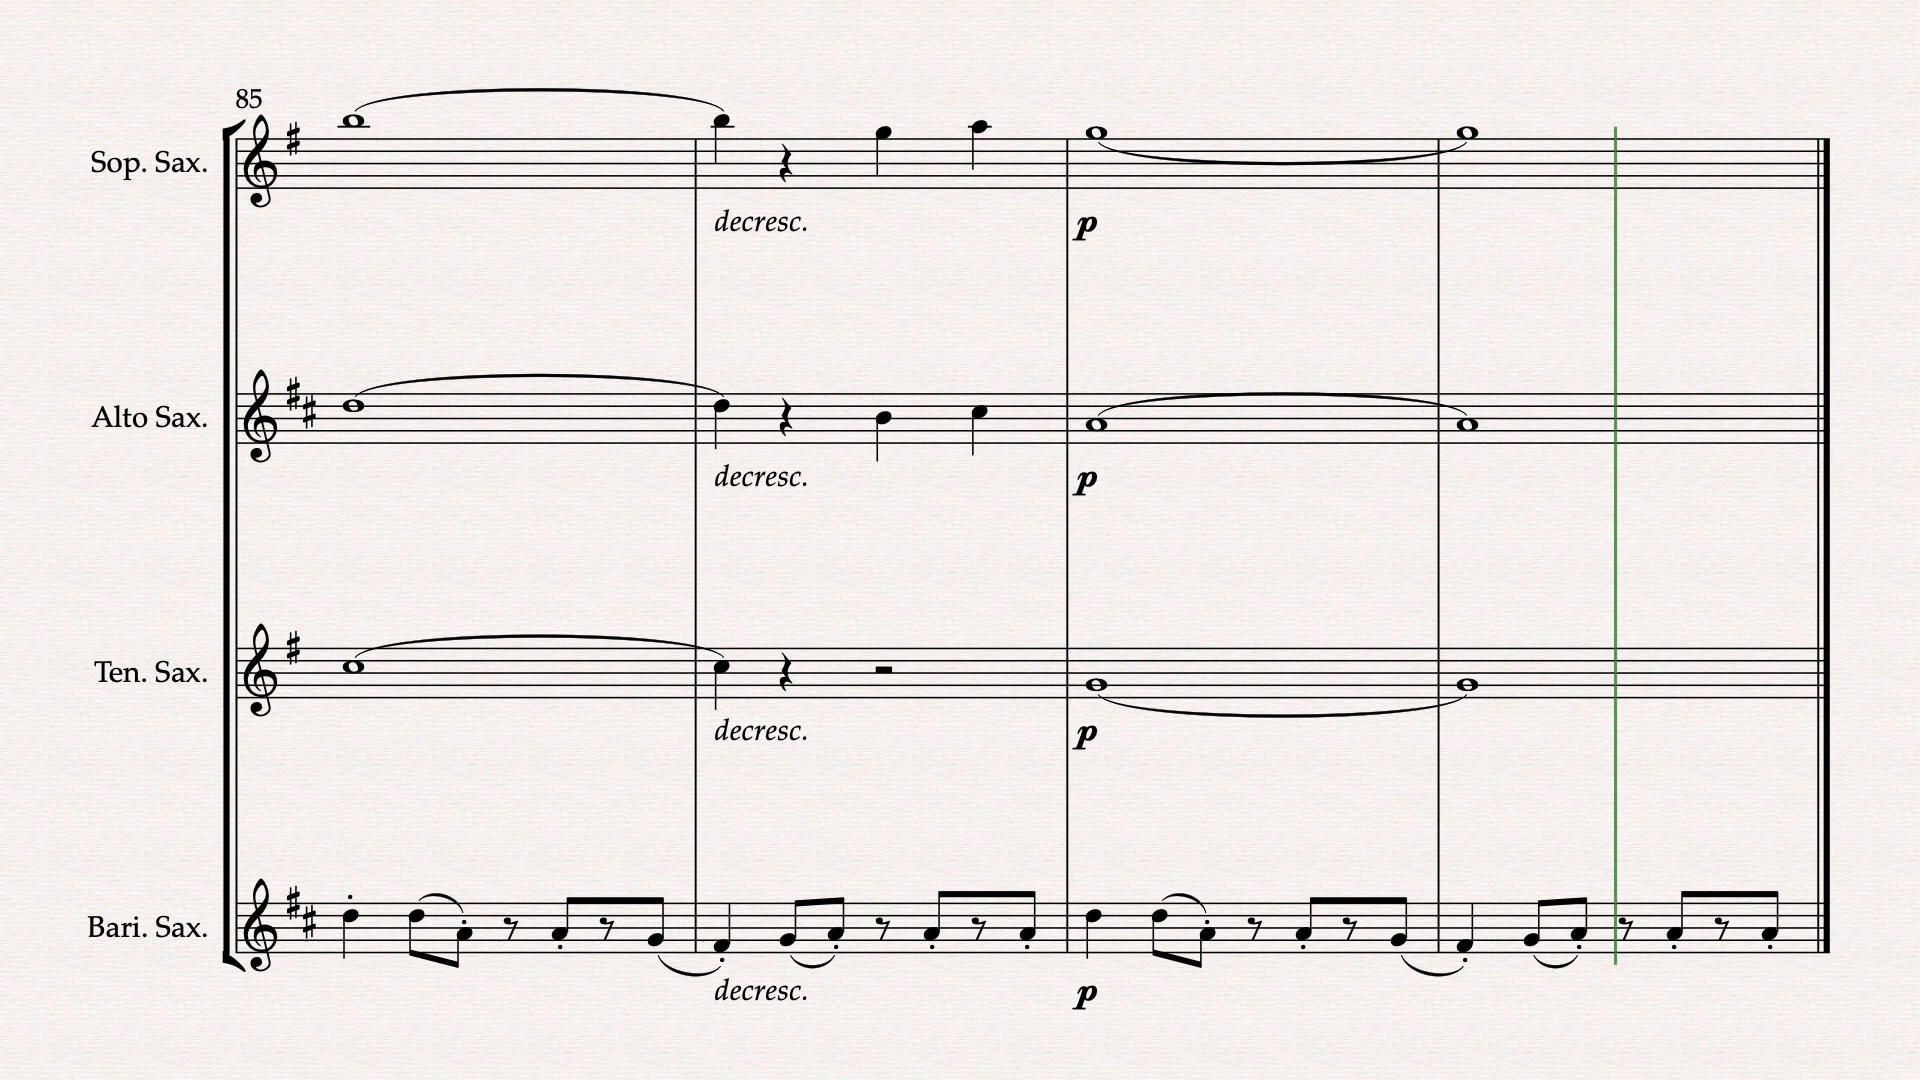 85
Sop. Sax.
decresc.
p
Alto Sax.
decresc.
p
Ten. Sax.
decresc.
p
Bari. Sax.
decresc.
p